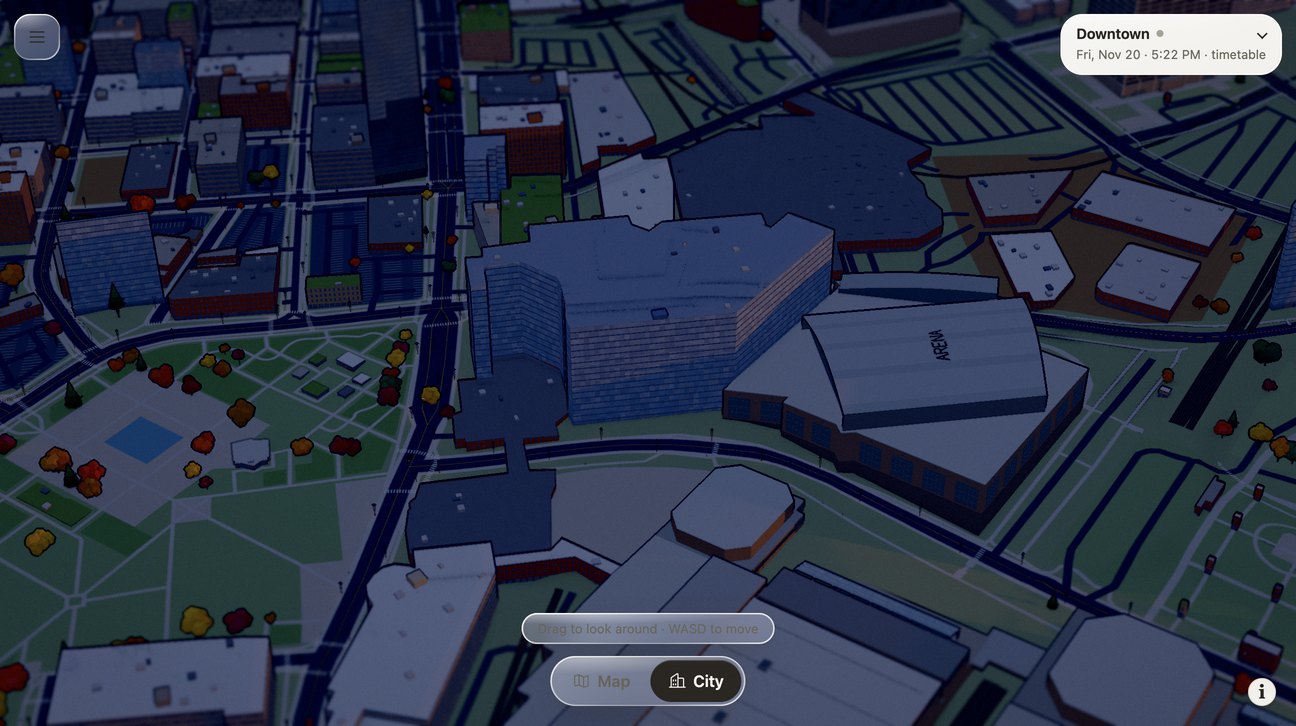 Downtown
Fri, Nov 20 · 5:22 PM · timetable
ARENA
Drag to look around · WASD to move
Map
City
i